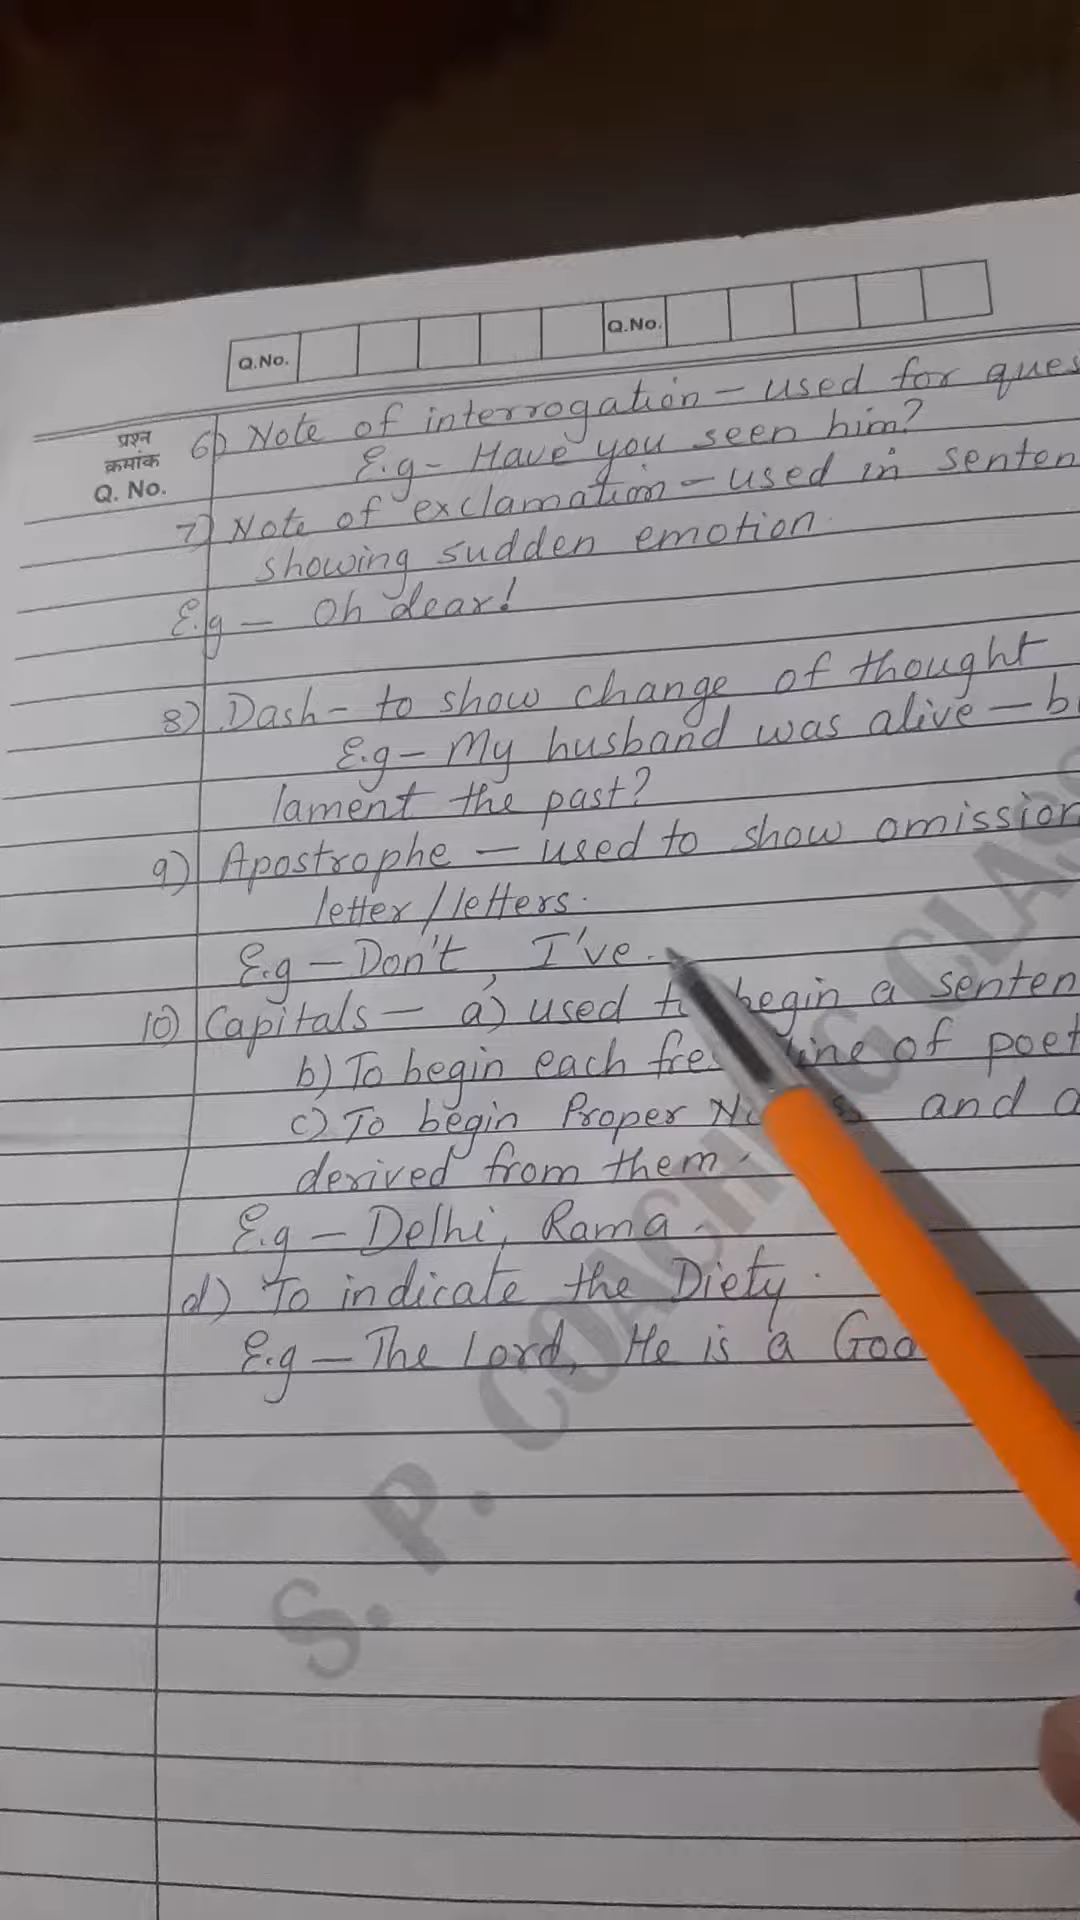 Q.No. Q.No.
प्रश्न
क्रमांक
Q. No.
6) Note of interrogation - used for ques
E.g - Have you seen him?
7) Note of exclamation - used in senten
showing sudden emotion.
E.g - Oh dear!
8) Dash - to show change of thought
E.g - My husband was alive - b
lament the past?
9) Apostrophe - used to show omission
letter/letters.
E.g - Don't, I've.
10) Capitals - a) used to begin a senten
b) To begin each line of poet
c) To begin Proper and a
derived from them.
E.g - Delhi, Rama.
d) To indicate the Diety.
E.g - The Lord, He is a God
S. P. COACHING CLAS